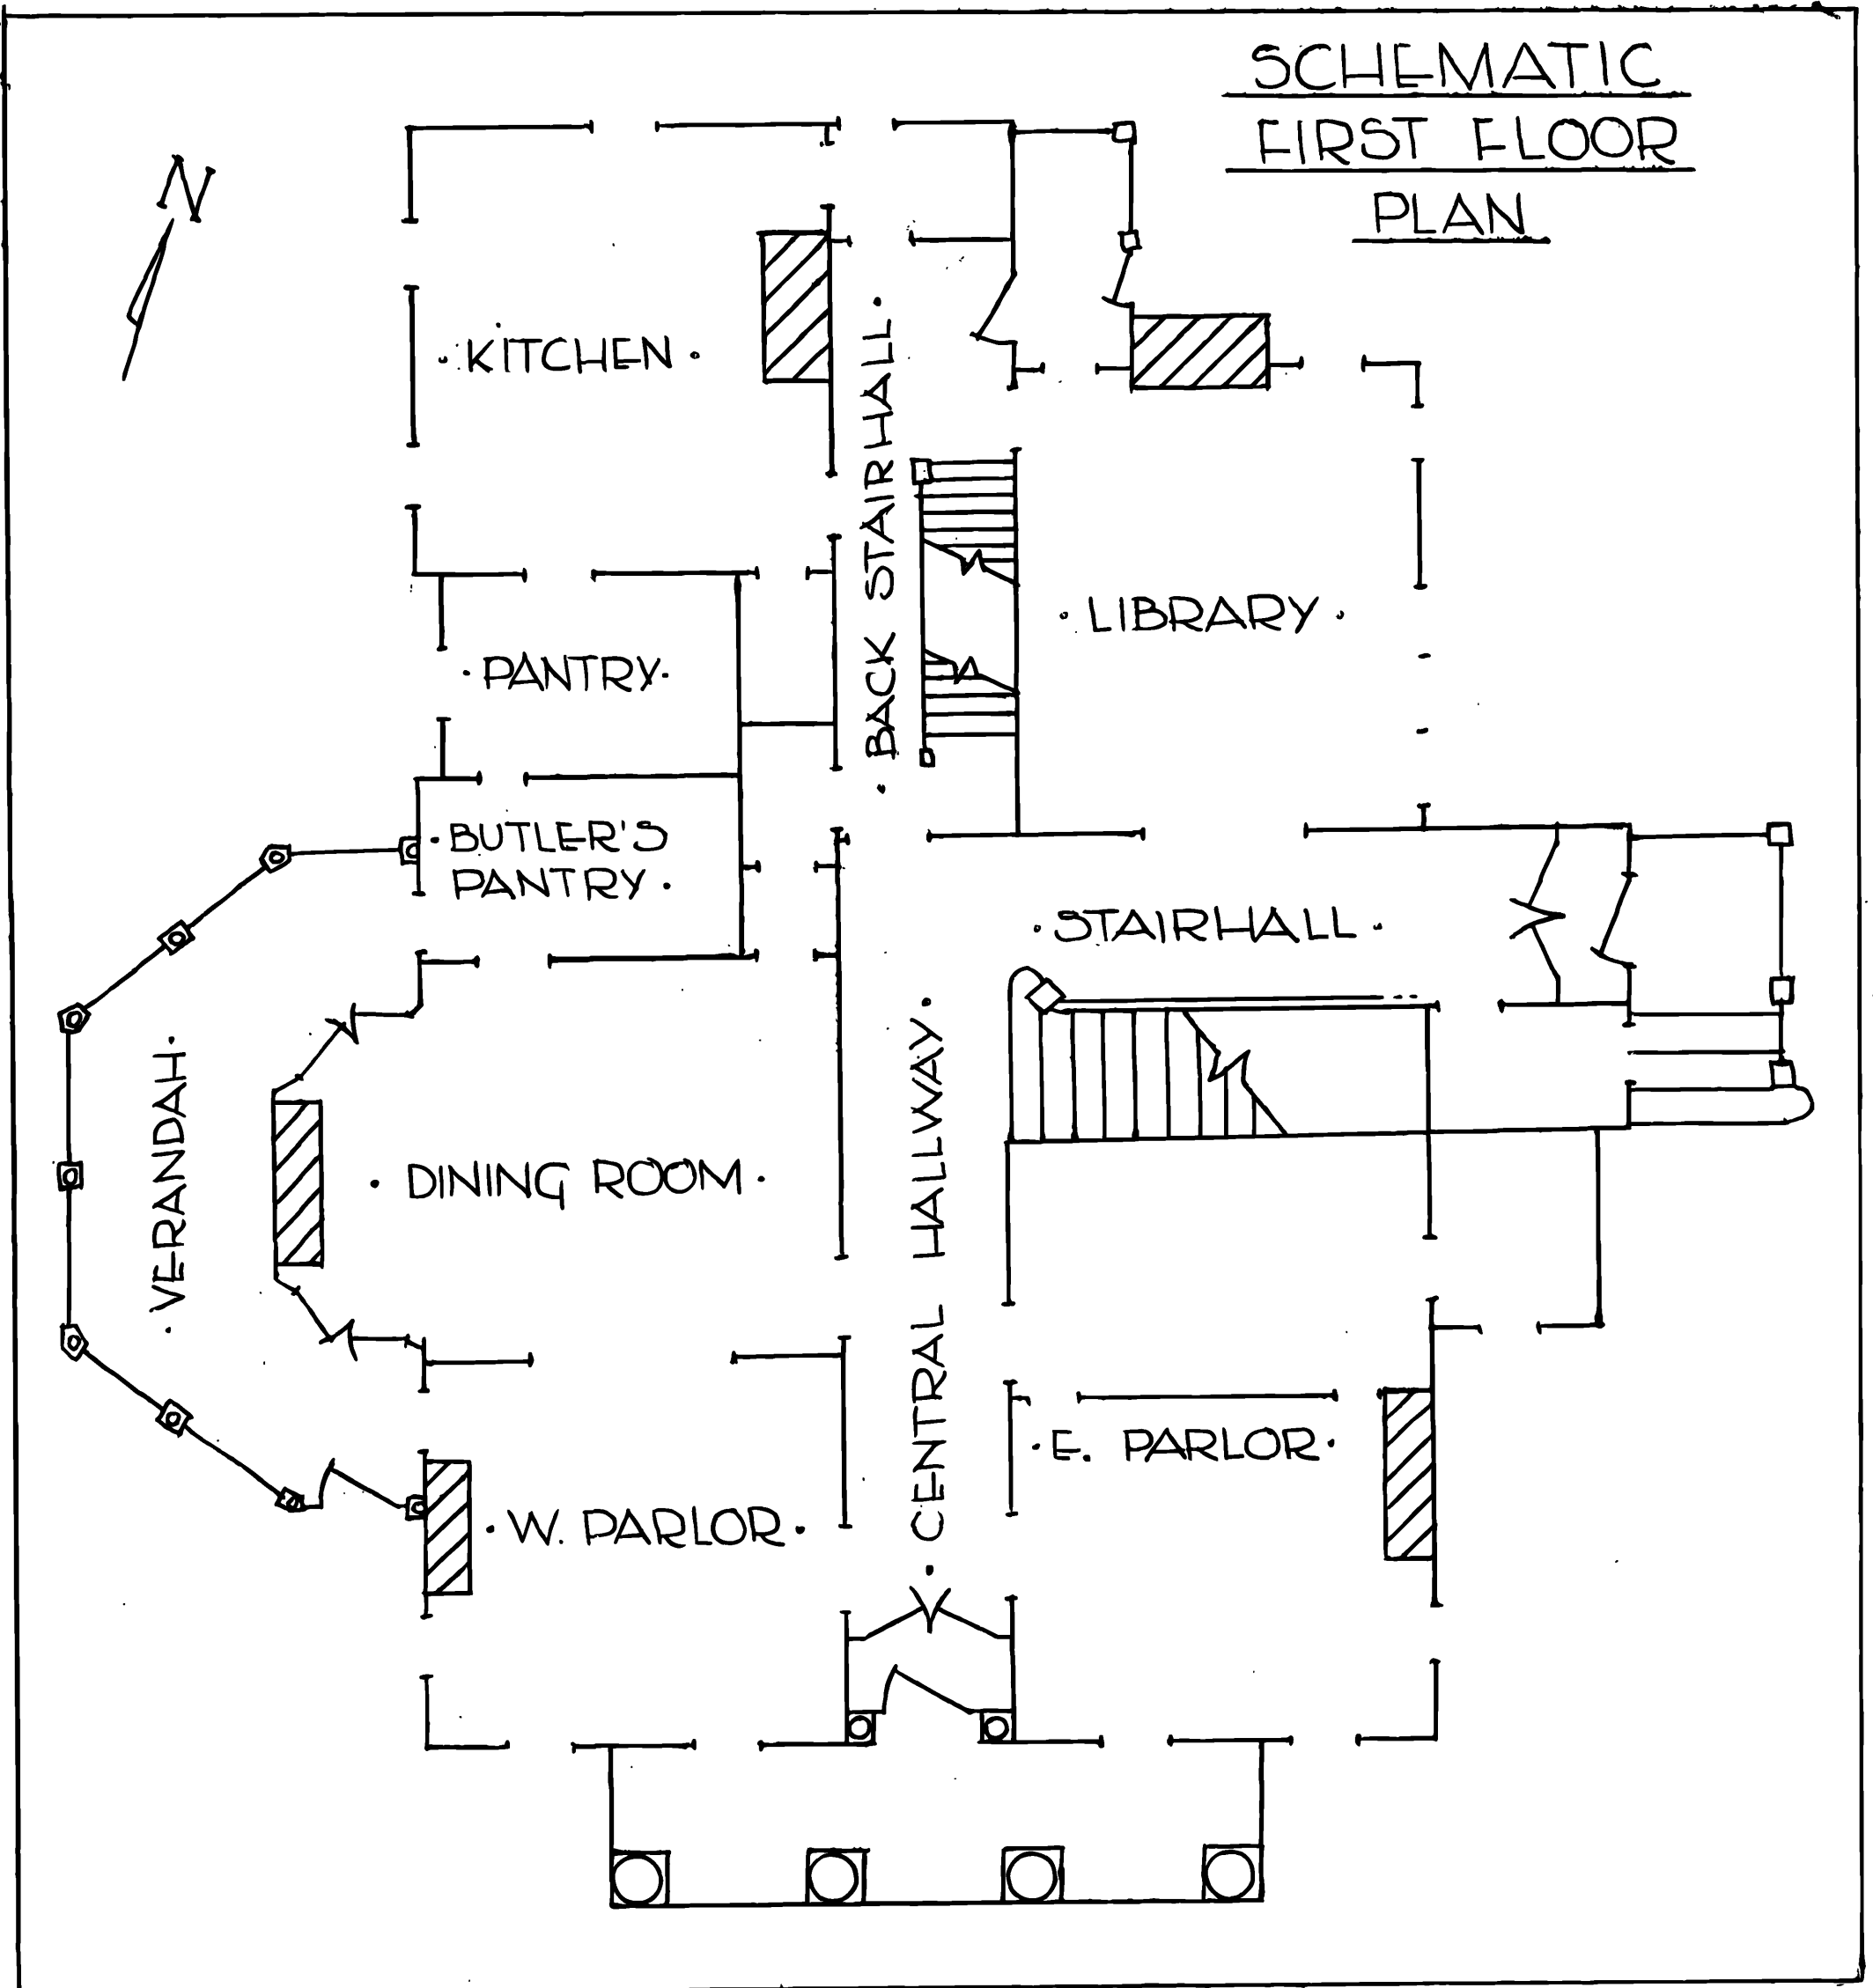 SCHEMATIC
FIRST FLOOR
PLAN
N
· KITCHEN ·
· BACK STAIRHALL ·
· LIBRARY ·
· PANTRY ·
· BUTLER'S
PANTRY ·
· STAIRHALL ·
· VERANDAH ·
· DINING ROOM ·
· CENTRAL HALLWAY ·
· E. PARLOR ·
· W. PARLOR ·